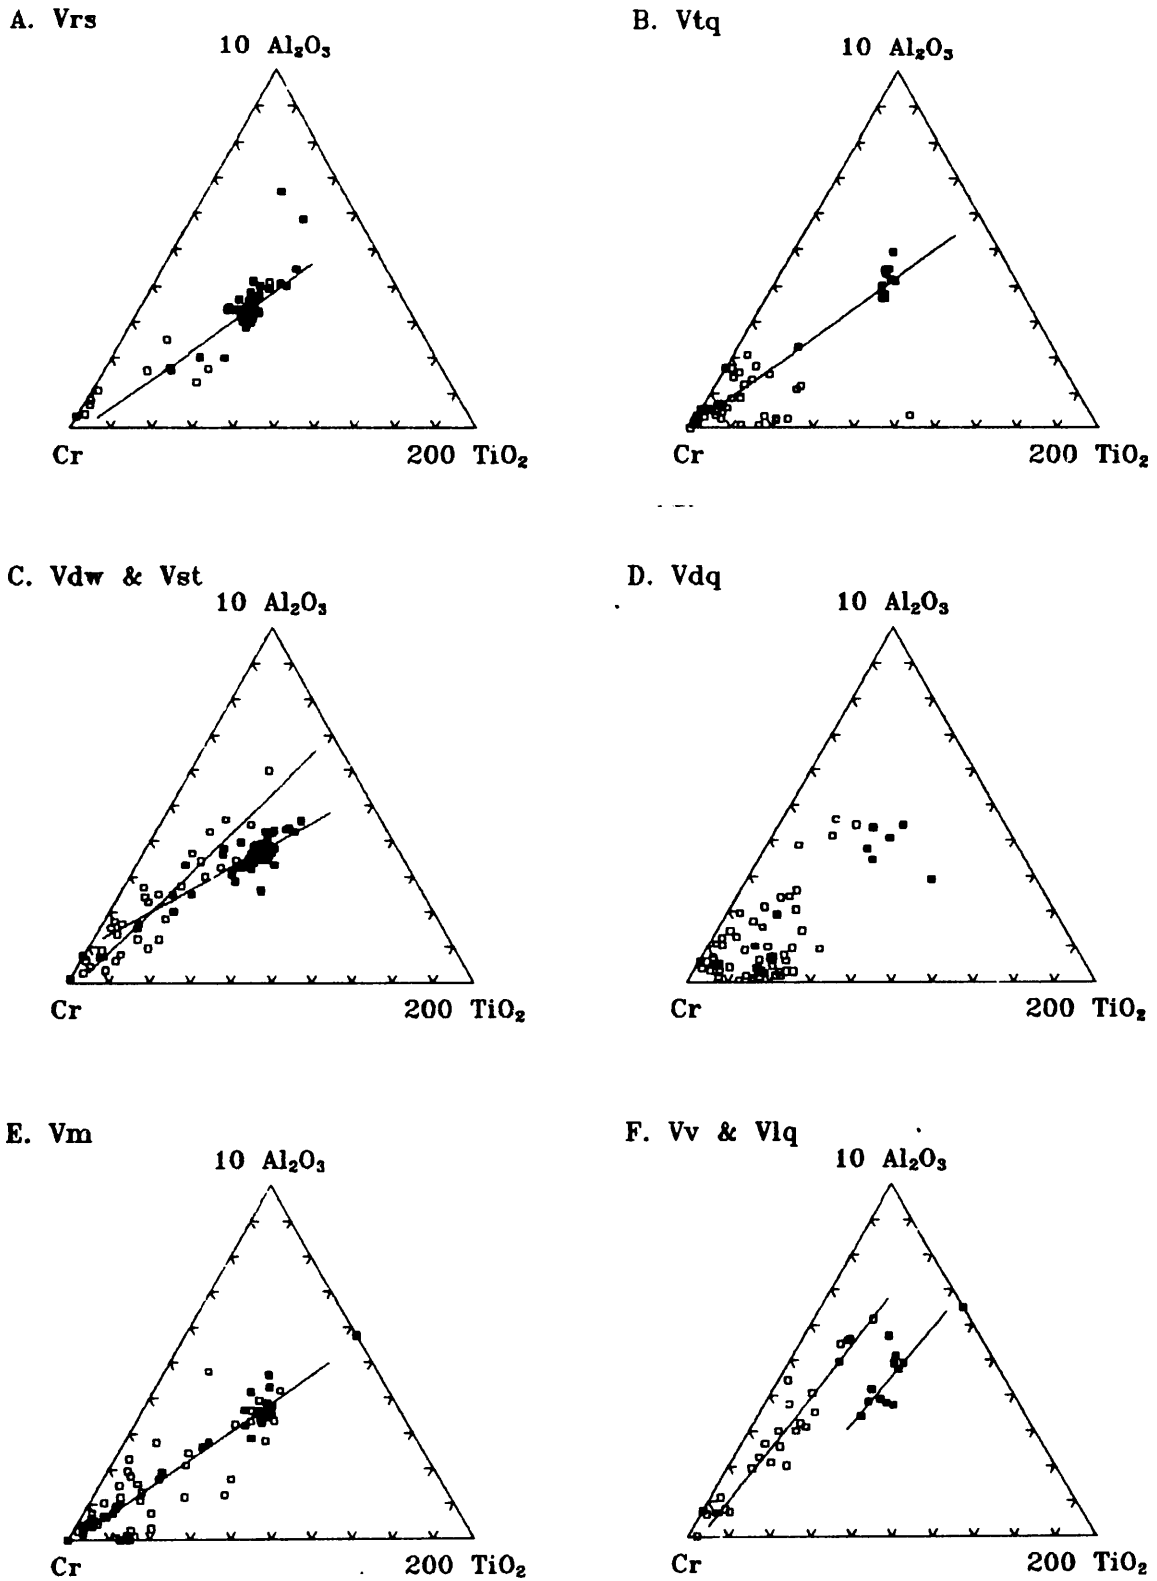 A. Vrs
10 Al₂O₃
Cr
200 TiO₂
B. Vtq
10 Al₂O₃
Cr
200 TiO₂
C. Vdw & Vst
10 Al₂O₃
Cr
200 TiO₂
D. Vdq
10 Al₂O₃
Cr
200 TiO₂
E. Vm
10 Al₂O₃
Cr
200 TiO₂
F. Vv & Vlq
10 Al₂O₃
Cr
200 TiO₂